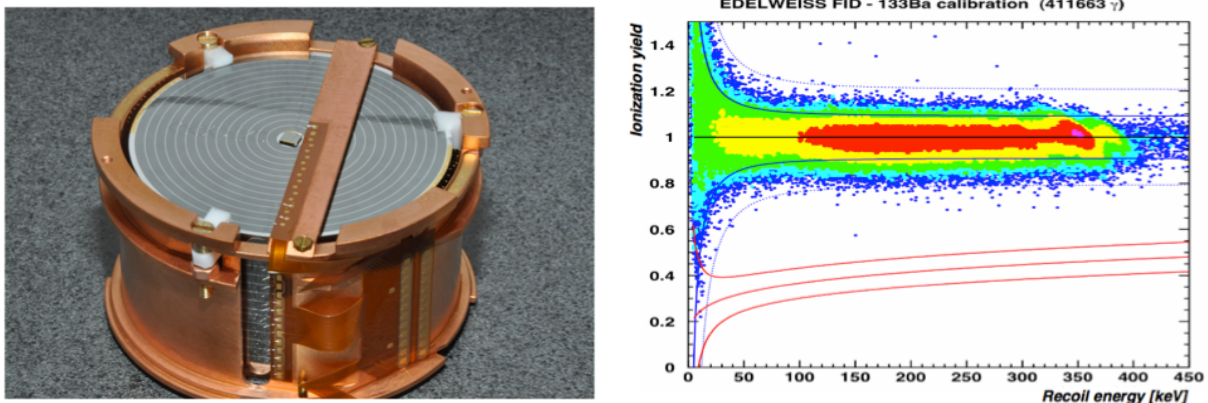 EDELWEISS FID - 133Ba calibration (411663 γ)
Ionization yield
1.4
1.2
1
0.8
0.6
0.4
0.2
0
0 50 100 150 200 250 300 350 400 450
Recoil energy [keV]